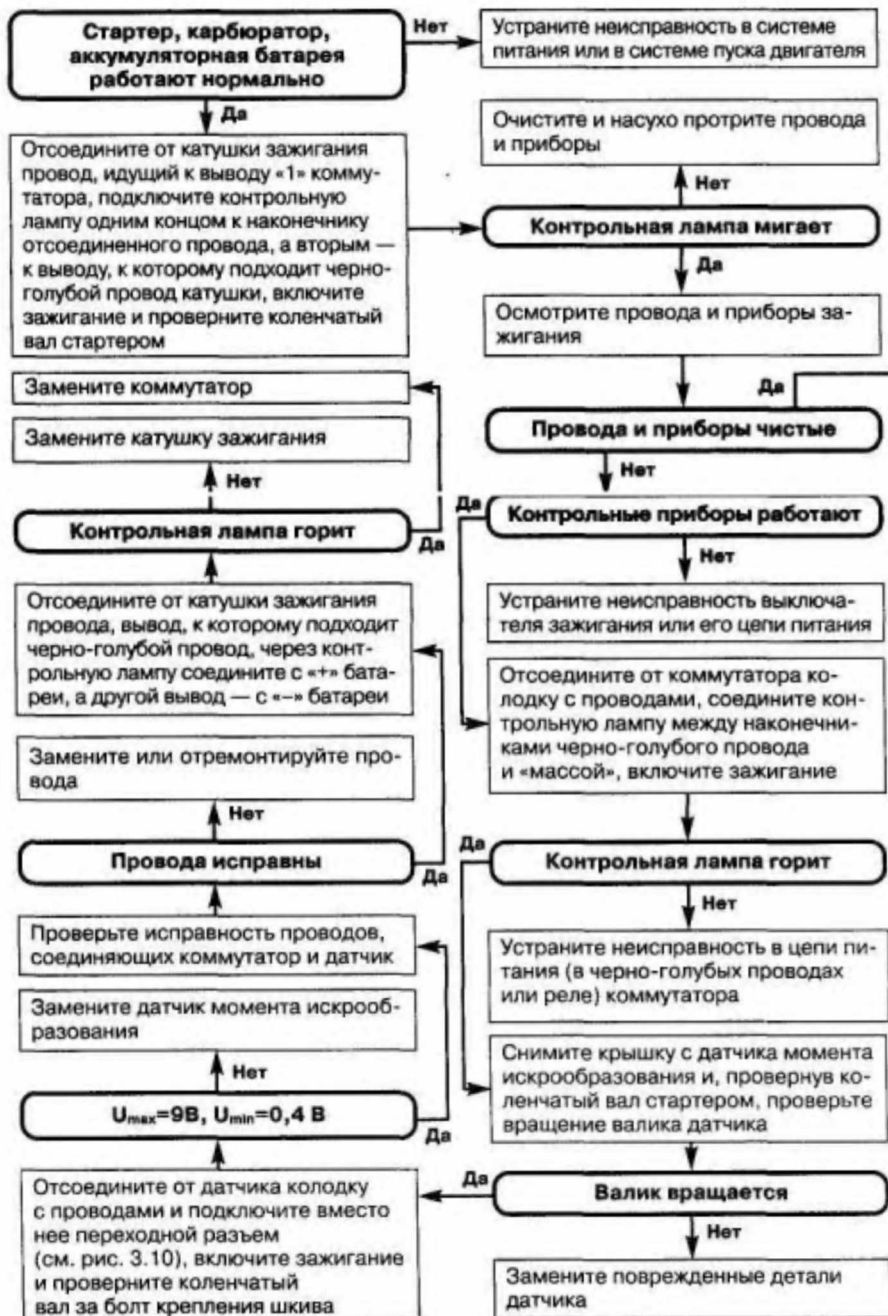 Стартер, карбюратор,
аккумуляторная батарея
работают нормально
Нет
Устраните неисправность в системе
питания или в системе пуска двигателя
Да
Отсоедините от катушки зажигания
провод, идущий к выводу «1» комму-
татора, подключите контрольную
лампу одним концом к наконечнику
отсоединенного провода, а вторым —
к выводу, к которому подходит черно-
голубой провод катушки, включите
зажигание и проверните коленчатый
вал стартером
Очистите и насухо протрите провода
и приборы
Нет
Контрольная лампа мигает
Да
Осмотрите провода и приборы за-
жигания
Да
Провода и приборы чистые
Нет
Да
Контрольные приборы работают
Нет
Устраните неисправность выключа-
теля зажигания или его цепи питания
Отсоедините от коммутатора ко-
лодку с проводами, соедините кон-
трольную лампу между наконечни-
ками черно-голубого провода
и «массой», включите зажигание
Да
Контрольная лампа горит
Нет
Устраните неисправность в цепи пи-
тания (в черно-голубых проводах
или реле) коммутатора
Снимите крышку с датчика момента
искрообразования и, провернув ко-
ленчатый вал стартером, проверьте
вращение валика датчика
Да
Валик вращается
Нет
Замените поврежденные детали
датчика
Замените коммутатор
Замените катушку зажигания
Нет
Контрольная лампа горит
Да
Отсоедините от катушки зажигания
провода, вывод, к которому подходит
черно-голубой провод, через конт-
рольную лампу соедините с «+» бата-
реи, а другой вывод — с «–» батареи
Замените или отремонтируйте про-
вода
Нет
Провода исправны
Да
Проверьте исправность проводов,
соединяющих коммутатор и датчик
Замените датчик момента искрооб-
разования
Нет
Umax=9В, Umin=0,4 В
Да
Отсоедините от датчика колодку
с проводами и подключите вместо
нее переходной разъем
(см. рис. 3.10), включите зажигание
и проверните коленчатый
вал за болт крепления шкива